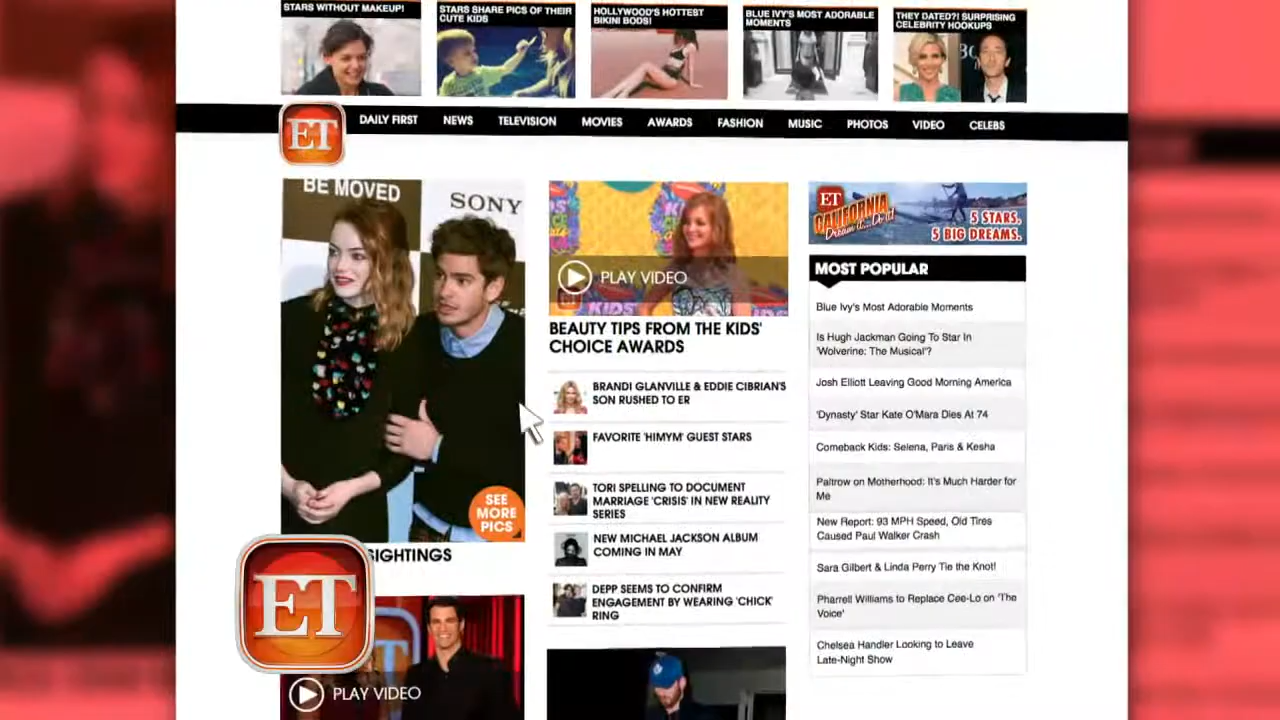 STARS WITHOUT MAKEUP!
STARS SHARE PICS OF THEIR
CUTE KIDS
HOLLYWOOD'S HOTTEST
BIKINI BODS!
BLUE IVY'S MOST ADORABLE
MOMENTS
THEY DATED?! SURPRISING
CELEBRITY HOOKUPS
ET
DAILY FIRST
NEWS
TELEVISION
MOVIES
AWARDS
FASHION
MUSIC
PHOTOS
VIDEO
CELEBS
BE MOVED
SONY
SEE
MORE
PICS
SIGHTINGS
ET
PLAY VIDEO
PLAY VIDEO
KIDS
BEAUTY TIPS FROM THE KIDS'
CHOICE AWARDS
BRANDI GLANVILLE & EDDIE CIBRIAN'S
SON RUSHED TO ER
FAVORITE 'HIMYM' GUEST STARS
TORI SPELLING TO DOCUMENT
MARRIAGE 'CRISIS' IN NEW REALITY
SERIES
NEW MICHAEL JACKSON ALBUM
COMING IN MAY
DEPP SEEMS TO CONFIRM
ENGAGEMENT BY WEARING 'CHICK'
RING
ET
CALIFORNIA
Dream it... Do it!
5 STARS.
5 BIG DREAMS.
MOST POPULAR
Blue Ivy's Most Adorable Moments
Is Hugh Jackman Going To Star In
'Wolverine: The Musical'?
Josh Elliott Leaving Good Morning America
'Dynasty' Star Kate O'Mara Dies At 74
Comeback Kids: Selena, Paris & Kesha
Paltrow on Motherhood: It's Much Harder for
Me
New Report: 93 MPH Speed, Old Tires
Caused Paul Walker Crash
Sara Gilbert & Linda Perry Tie the Knot!
Pharrell Williams to Replace Cee-Lo on 'The
Voice'
Chelsea Handler Looking to Leave
Late-Night Show